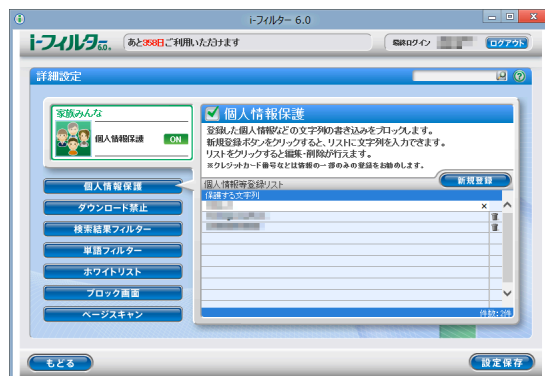 i-フィルター 6.0
i-フィルター6.0. あと358日ご利用いただけます
最終ログイン
ログアウト
詳細設定
家族みんな
個人情報保護 ON
個人情報保護
登録した個人情報などの文字列の書き込みをブロックします。
新規登録ボタンをクリックすると、リストに文字列を入力できます。
リストをクリックすると編集・削除が行えます。
※クレジットカード番号などは情報の一部のみの登録をお勧めします。
個人情報等登録リスト
新規登録
保護する文字列
個人情報保護
ダウンロード禁止
検索結果フィルター
単語フィルター
ホワイトリスト
ブロック画面
ページスキャン
件数:2件
もどる
設定保存